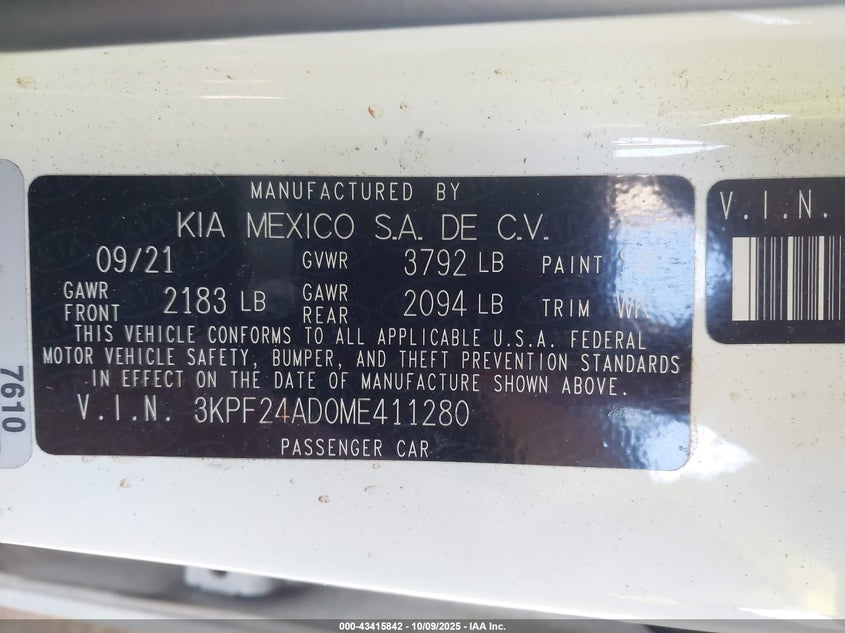 MANUFACTURED BY
KIA MEXICO S.A. DE C.V.
09/21 GVWR 3792 LB PAINT
GAWR FRONT 2183 LB GAWR REAR 2094 LB TRIM WK
THIS VEHICLE CONFORMS TO ALL APPLICABLE U.S.A. FEDERAL
MOTOR VEHICLE SAFETY, BUMPER, AND THEFT PREVENTION STANDARDS
IN EFFECT ON THE DATE OF MANUFACTURE SHOWN ABOVE.
V.I.N. 3KPF24AD0ME411280
PASSENGER CAR
V.I.N.
7610
000-43415842 - 10/09/2025 - IAA Inc.